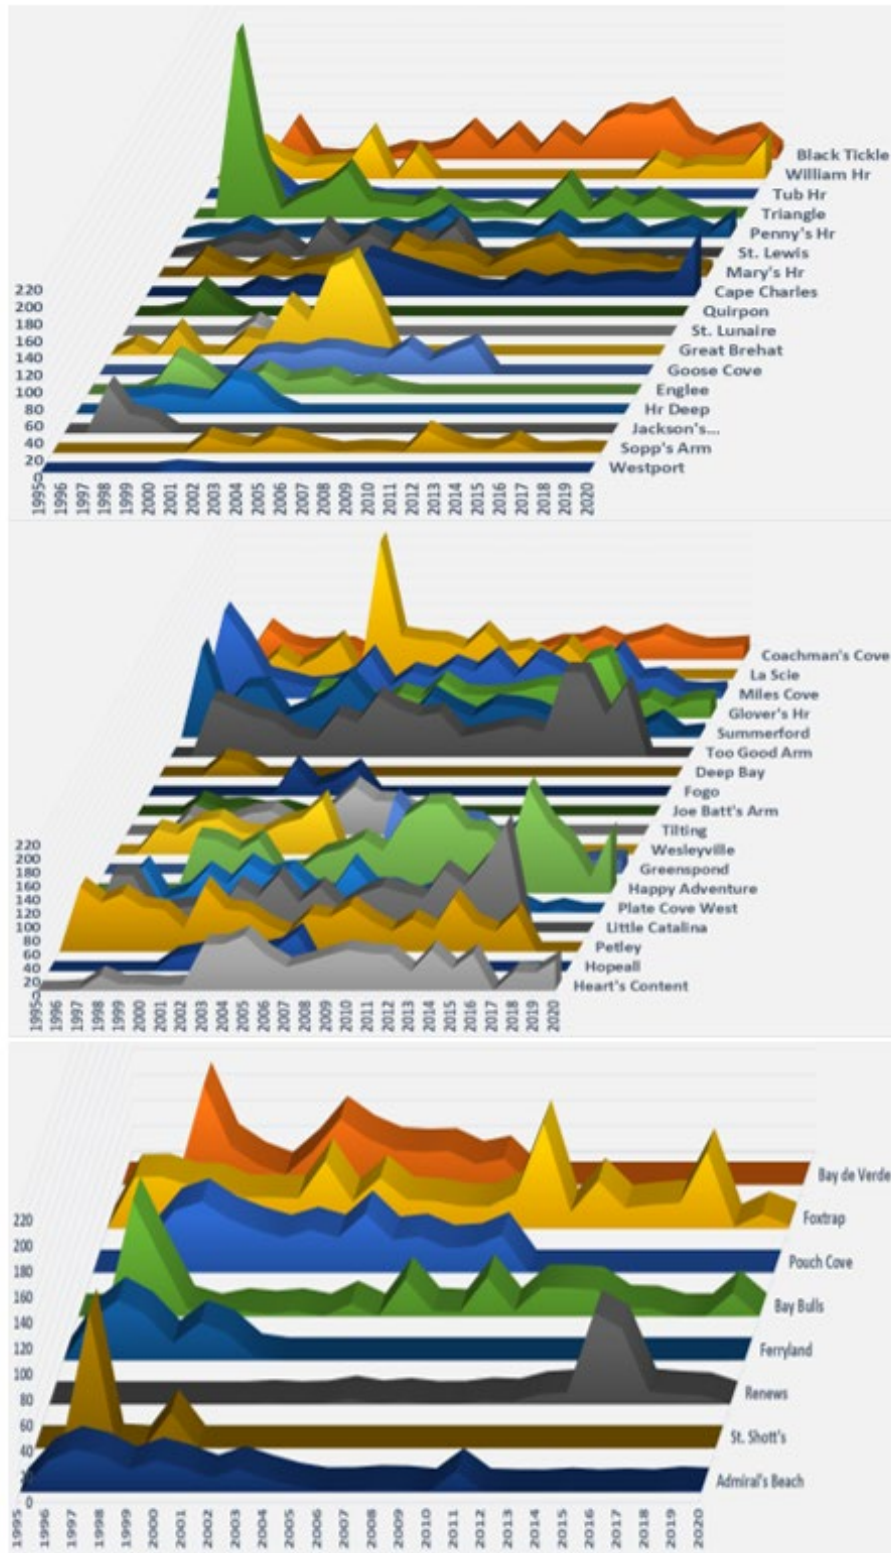 Black Tickle
William Hr
Tub Hr
Triangle
Penny's Hr
St. Lewis
Mary's Hr
Cape Charles
Quirpon
St. Lunaire
Great Brehat
Goose Cove
Englee
Hr Deep
Jackson's...
Sopp's Arm
Westport
220
200
180
160
140
120
100
80
60
40
20
0
1995 1996 1997 1998 1999 2000 2001 2002 2003 2004 2005 2006 2007 2008 2009 2010 2011 2012 2013 2014 2015 2016 2017 2018 2019 2020
Coachman's Cove
La Scie
Miles Cove
Glover's Hr
Summerford
Too Good Arm
Deep Bay
Fogo
Joe Batt's Arm
Tilting
Wesleyville
Greenspond
Happy Adventure
Plate Cove West
Little Catalina
Petley
Hopeall
Heart's Content
220
200
180
160
140
120
100
80
60
40
20
0
1995 1996 1997 1998 1999 2000 2001 2002 2003 2004 2005 2006 2007 2008 2009 2010 2011 2012 2013 2014 2015 2016 2017 2018 2019 2020
Bay de Verde
Foxtrap
Pouch Cove
Bay Bulls
Ferryland
Renews
St. Shott's
Admiral's Beach
220
200
180
160
140
120
100
80
60
40
20
0
1995 1996 1997 1998 1999 2000 2001 2002 2003 2004 2005 2006 2007 2008 2009 2010 2011 2012 2013 2014 2015 2016 2017 2018 2019 2020